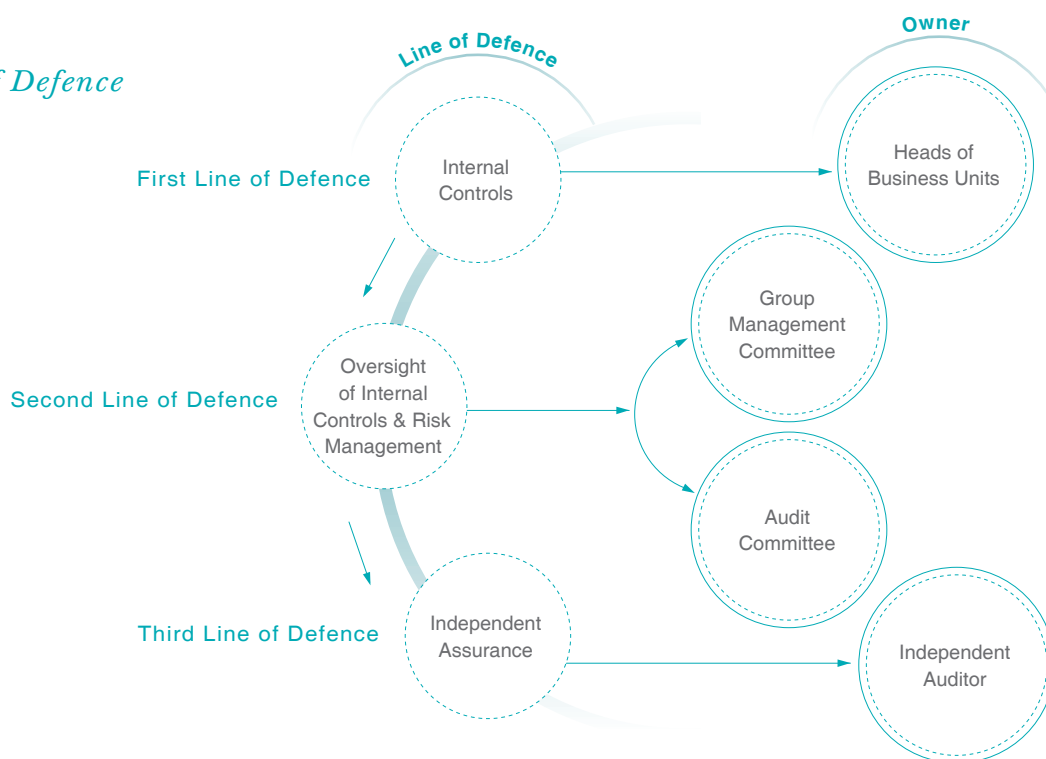 Defence
Line of Defence
Owner
First Line of Defence
Internal
Controls
Heads of
Business Units
Group
Management
Committee
Second Line of Defence
Oversight
of Internal
Controls & Risk
Management
Audit
Committee
Third Line of Defence
Independent
Assurance
Independent
Auditor